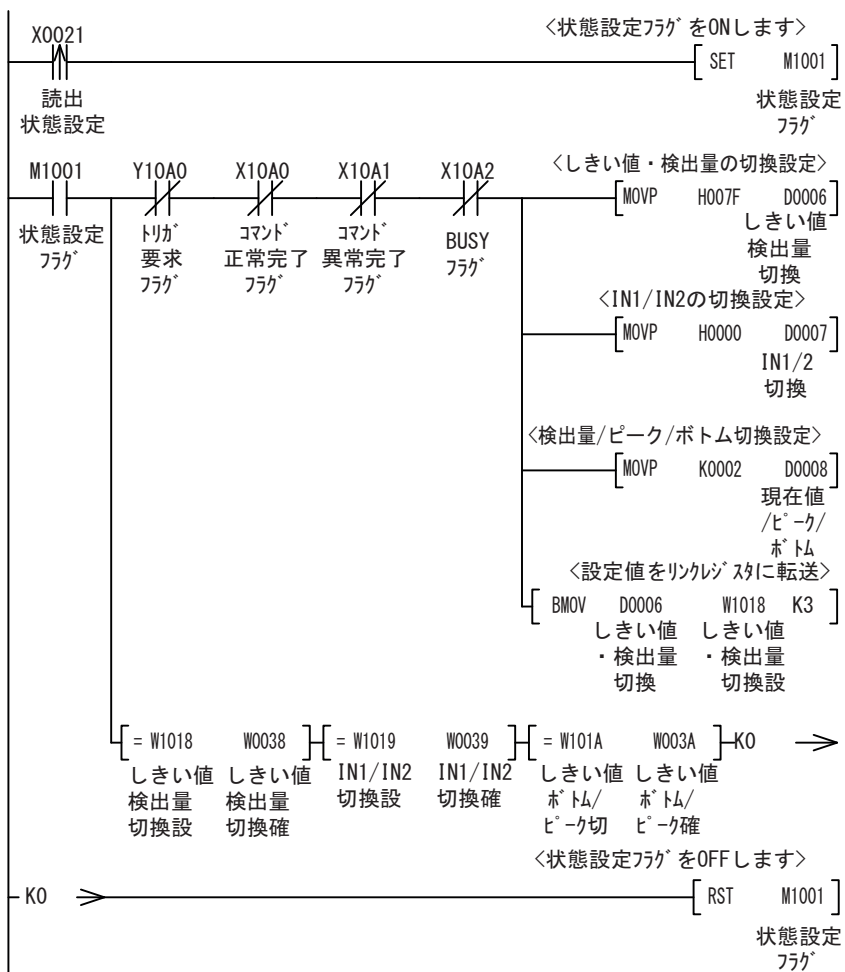 X0021 <状態設定ﾌﾗｸﾞをONします>
SET M1001
読出 状態設定
状態設定 ﾌﾗｸﾞ
M1001 Y10A0 X10A0 X10A1 X10A2 <しきい値・検出量の切換設定>
MOVP H007F D0006
状態設定 ﾄﾘｶﾞ ｺﾏﾝﾄﾞ ｺﾏﾝﾄﾞ BUSY しきい値
ﾌﾗｸﾞ 要求 正常完了 異常完了 ﾌﾗｸﾞ 検出量
ﾌﾗｸﾞ ﾌﾗｸﾞ ﾌﾗｸﾞ 切換
<IN1/IN2の切換設定>
MOVP H0000 D0007
IN1/2
切換
<検出量/ピーク/ボトム切換設定>
MOVP K0002 D0008
現在値
/ﾋﾟｰｸ/
ﾎﾞﾄﾑ
<設定値をﾘﾝｸﾚｼﾞｽﾀに転送>
BMOV D0006 W1018 K3
しきい値 しきい値
・検出量 ・検出量
切換 切換設
= W1018 W0038 = W1019 W0039 = W101A W003A K0
しきい値 しきい値 IN1/IN2 IN1/IN2 しきい値 しきい値
検出量 検出量 切換設 切換確 ﾎﾞﾄﾑ/ ﾎﾞﾄﾑ/
切換設 切換確 ﾋﾟｰｸ切 ﾋﾟｰｸ確
<状態設定ﾌﾗｸﾞをOFFします>
K0 RST M1001
状態設定
ﾌﾗｸﾞ